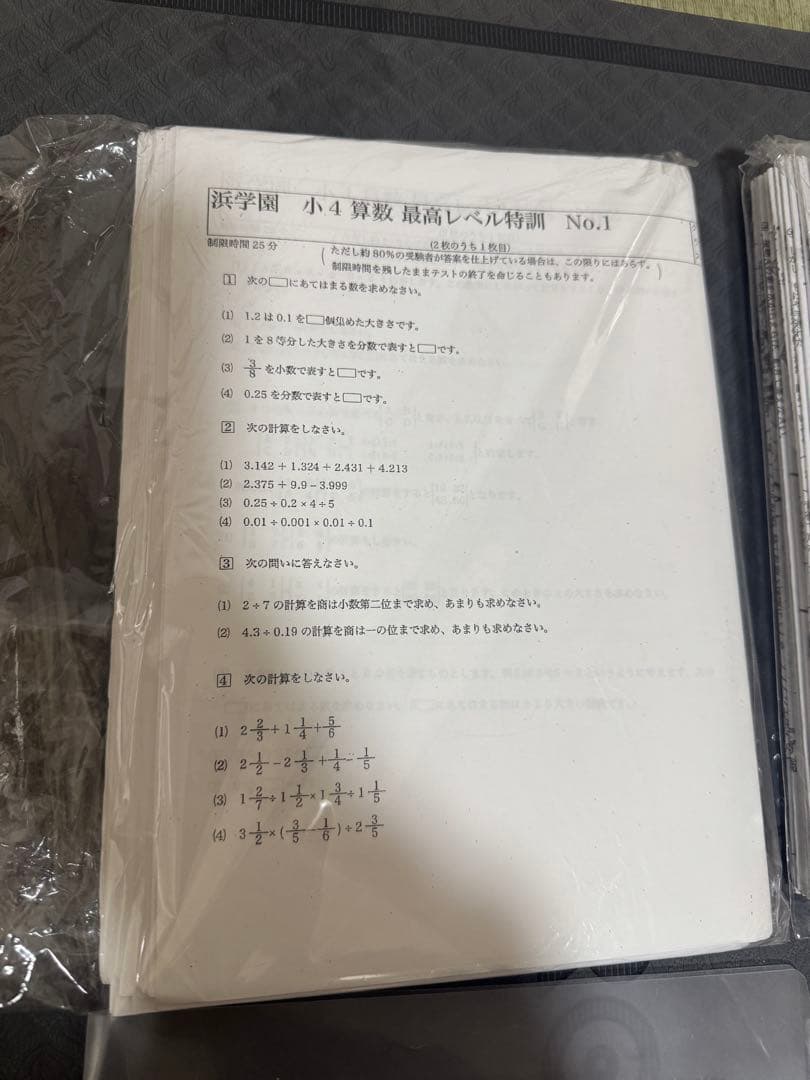 浜学園 小4算数 最高レベル特訓 No.1
制限時間25分
(2枚のうち1枚目)
(ただし約80%の受験者が答案を仕上げている場合は、この限りにあらず。
制限時間を残したままテストの終了を命じることもあります。)
1 次の□にあてはまる数を求めなさい。
(1) 1.2は0.1を□個集めた大きさです。
(2) 1を8等分した大きさを分数で表すと□です。
(3) 3/8を小数で表すと□です。
(4) 0.25を分数で表すと□です。
2 次の計算をしなさい。
(1) 3.142+1.324+2.431+4.213
(2) 2.375+9.9-3.999
(3) 0.25÷0.2×4÷5
(4) 0.01÷0.001×0.01÷0.1
3 次の問いに答えなさい。
(1) 2÷7の計算を商は小数第二位まで求め、あまりも求めなさい。
(2) 4.3÷0.19の計算を商は一の位まで求め、あまりも求めなさい。
4 次の計算をしなさい。
(1) 2 2/3+1 1/4+5/6
(2) 2 1/2-2 1/3+1/4-1/5
(3) 1 2/7÷1 1/2×1 3/4÷1 1/5
(4) 3 1/2×(3/5-1/6)÷2 3/5